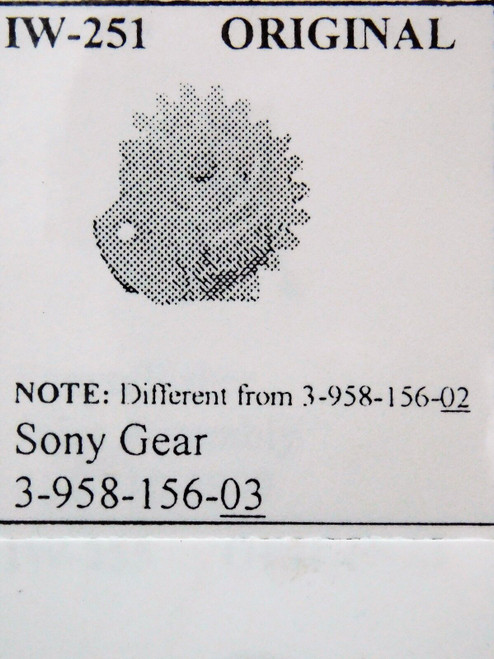 IW-251 ORIGINAL
NOTE: Different from 3-958-156-02
Sony Gear
3-958-156-03